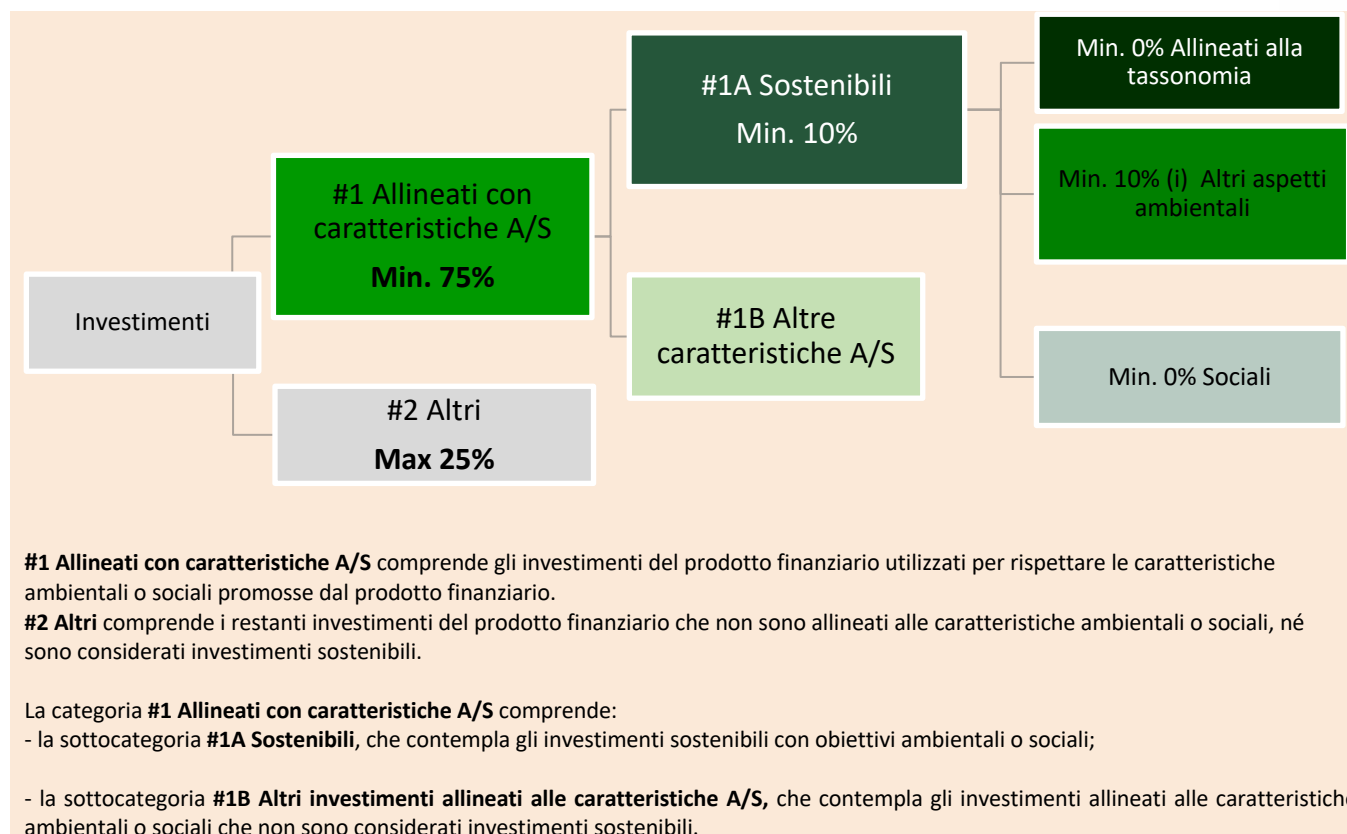 Investimenti
#1 Allineati con
caratteristiche A/S
Min. 75%
#2 Altri
Max 25%
#1A Sostenibili
Min. 10%
#1B Altre
caratteristiche A/S
Min. 0% Allineati alla
tassonomia
Min. 10% (i) Altri aspetti
ambientali
Min. 0% Sociali
#1 Allineati con caratteristiche A/S comprende gli investimenti del prodotto finanziario utilizzati per rispettare le caratteristiche
ambientali o sociali promosse dal prodotto finanziario.
#2 Altri comprende i restanti investimenti del prodotto finanziario che non sono allineati alle caratteristiche ambientali o sociali, né
sono considerati investimenti sostenibili.
La categoria #1 Allineati con caratteristiche A/S comprende:
- la sottocategoria #1A Sostenibili, che contempla gli investimenti sostenibili con obiettivi ambientali o sociali;
- la sottocategoria #1B Altri investimenti allineati alle caratteristiche A/S, che contempla gli investimenti allineati alle caratteristiche
ambientali o sociali che non sono considerati investimenti sostenibili.